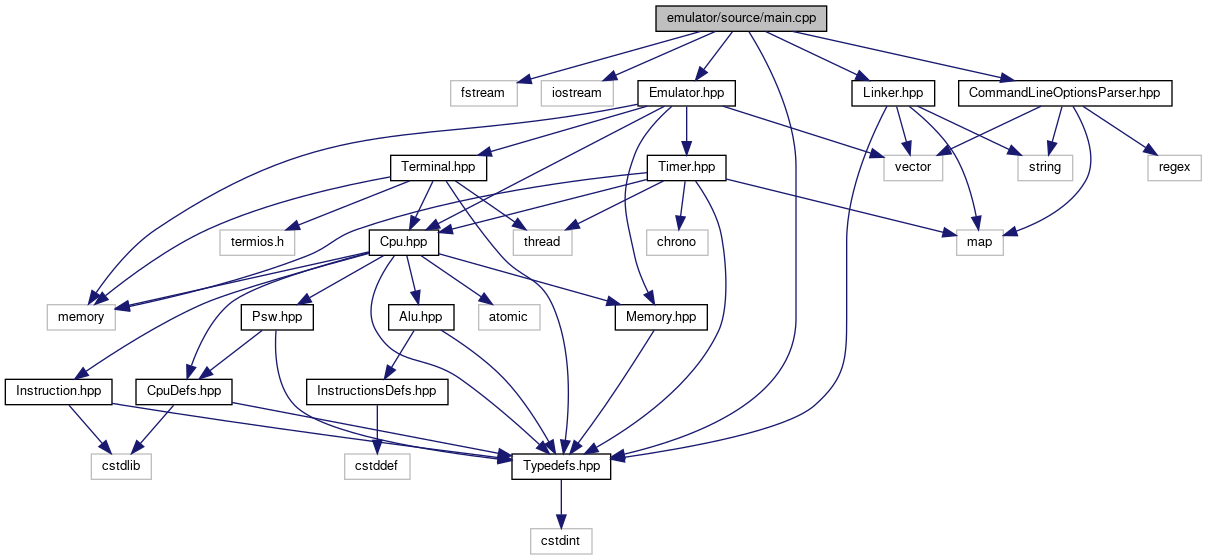 emulator/source/main.cpp
fstream
iostream
Emulator.hpp
Linker.hpp
CommandLineOptionsParser.hpp
Terminal.hpp
Timer.hpp
vector
string
regex
termios.h
Cpu.hpp
thread
chrono
map
memory
Psw.hpp
Alu.hpp
atomic
Memory.hpp
Instruction.hpp
CpuDefs.hpp
InstructionsDefs.hpp
cstdlib
cstddef
Typedefs.hpp
cstdint